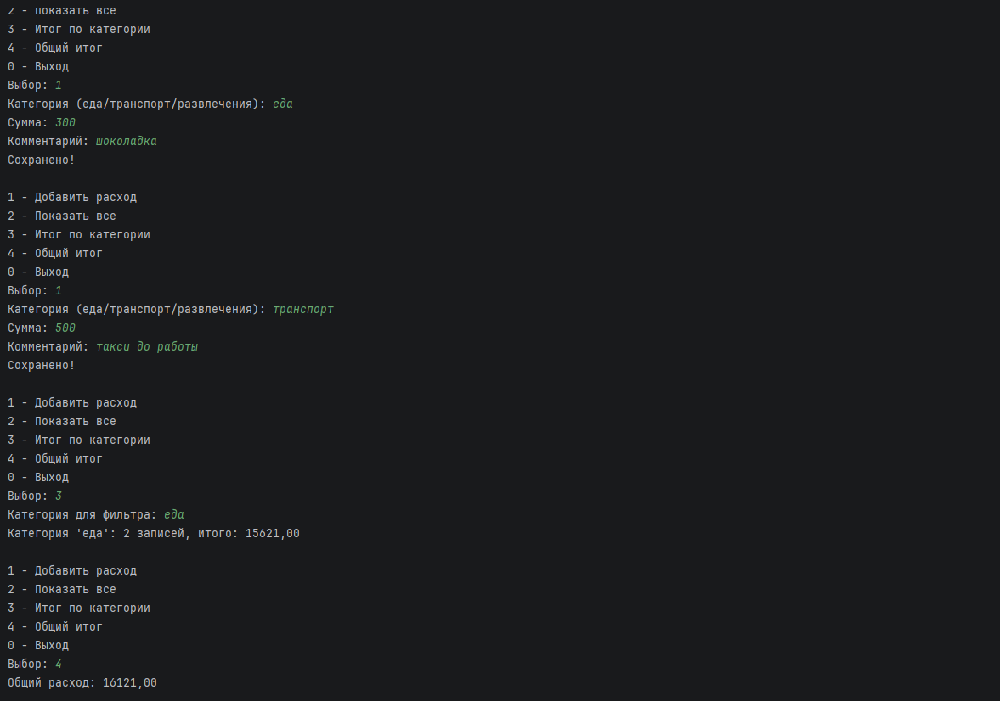 2 - Показать все
3 - Итог по категории
4 - Общий итог
0 - Выход
Выбор: 1
Категория (еда/транспорт/развлечения): еда
Сумма: 300
Комментарий: шоколадка
Сохранено!
1 - Добавить расход
2 - Показать все
3 - Итог по категории
4 - Общий итог
0 - Выход
Выбор: 1
Категория (еда/транспорт/развлечения): транспорт
Сумма: 500
Комментарий: такси до работы
Сохранено!
1 - Добавить расход
2 - Показать все
3 - Итог по категории
4 - Общий итог
0 - Выход
Выбор: 3
Категория для фильтра: еда
Категория 'еда': 2 записей, итого: 15621,00
1 - Добавить расход
2 - Показать все
3 - Итог по категории
4 - Общий итог
0 - Выход
Выбор: 4
Общий расход: 16121,00